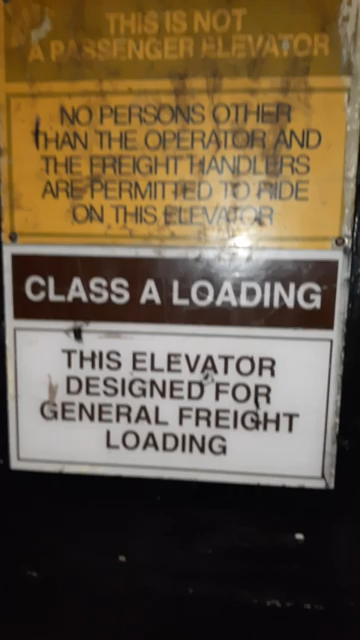 THIS IS NOT
A PASSENGER ELEVATOR
NO PERSONS OTHER
THAN THE OPERATOR AND
THE FREIGHT HANDLERS
ARE PERMITTED TO RIDE
ON THIS ELEVATOR
CLASS A LOADING
THIS ELEVATOR
DESIGNED FOR
GENERAL FREIGHT
LOADING